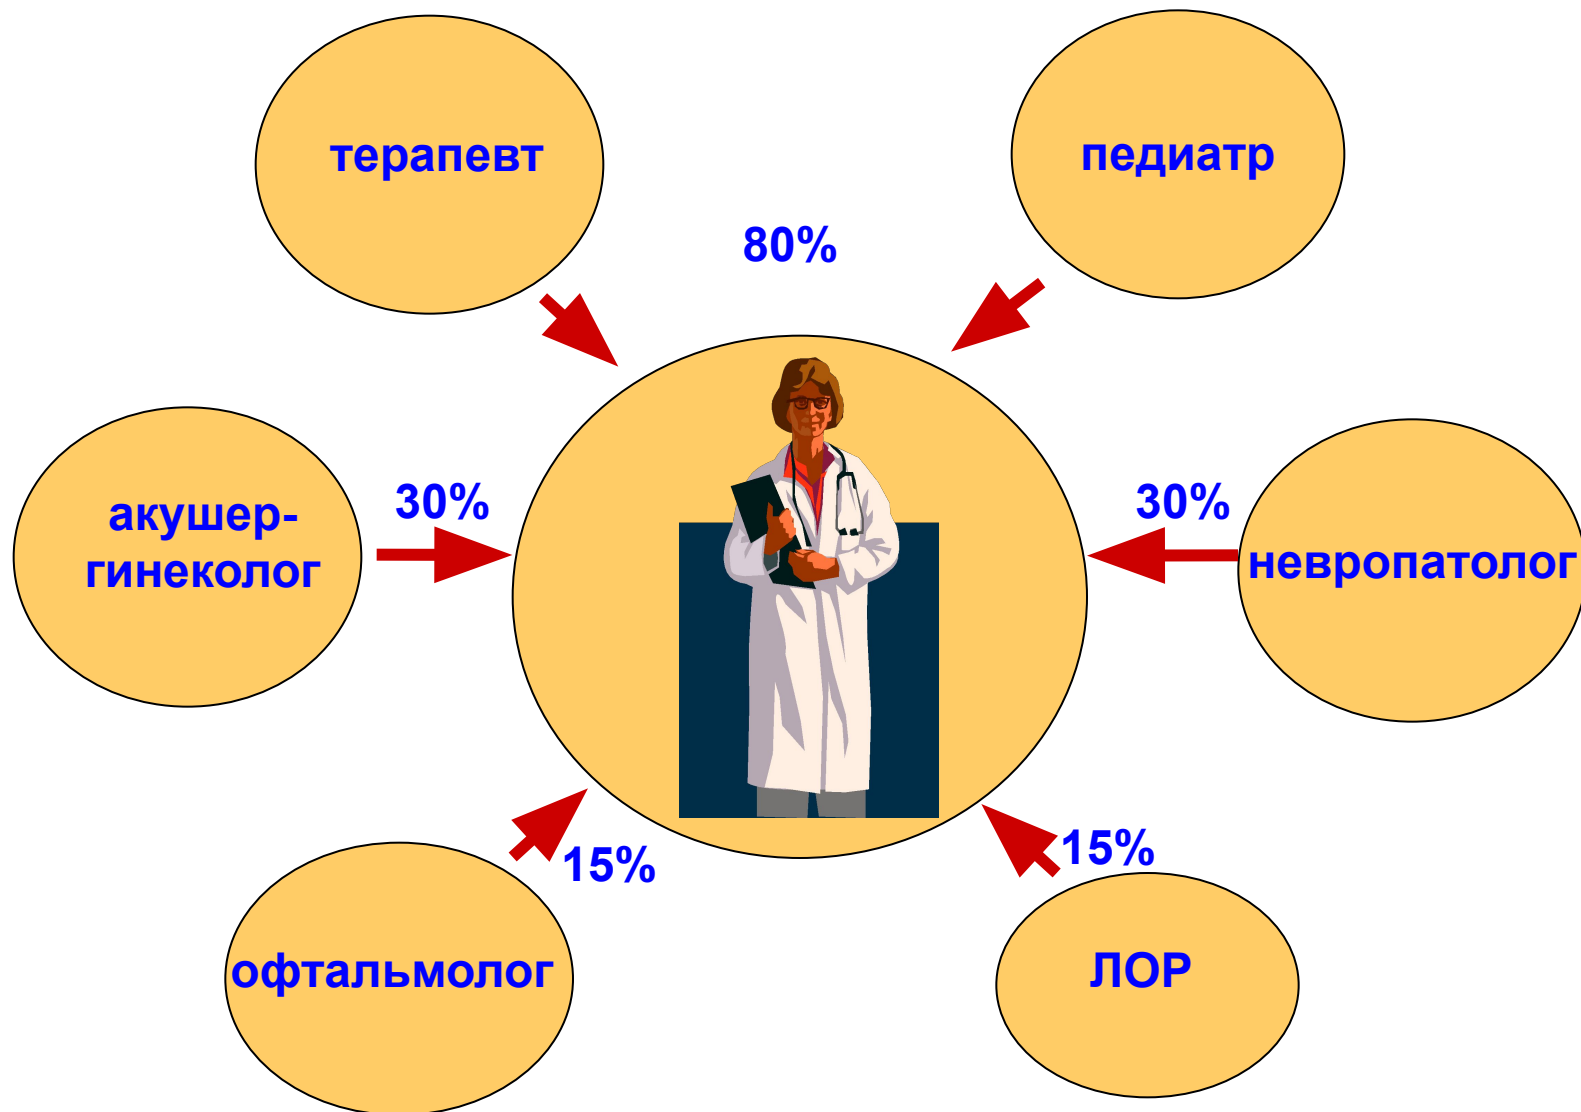 терапевт
педиатр
80%
акушер-
гинеколог
30%
30%
невропатолог
15%
15%
офтальмолог
ЛОР